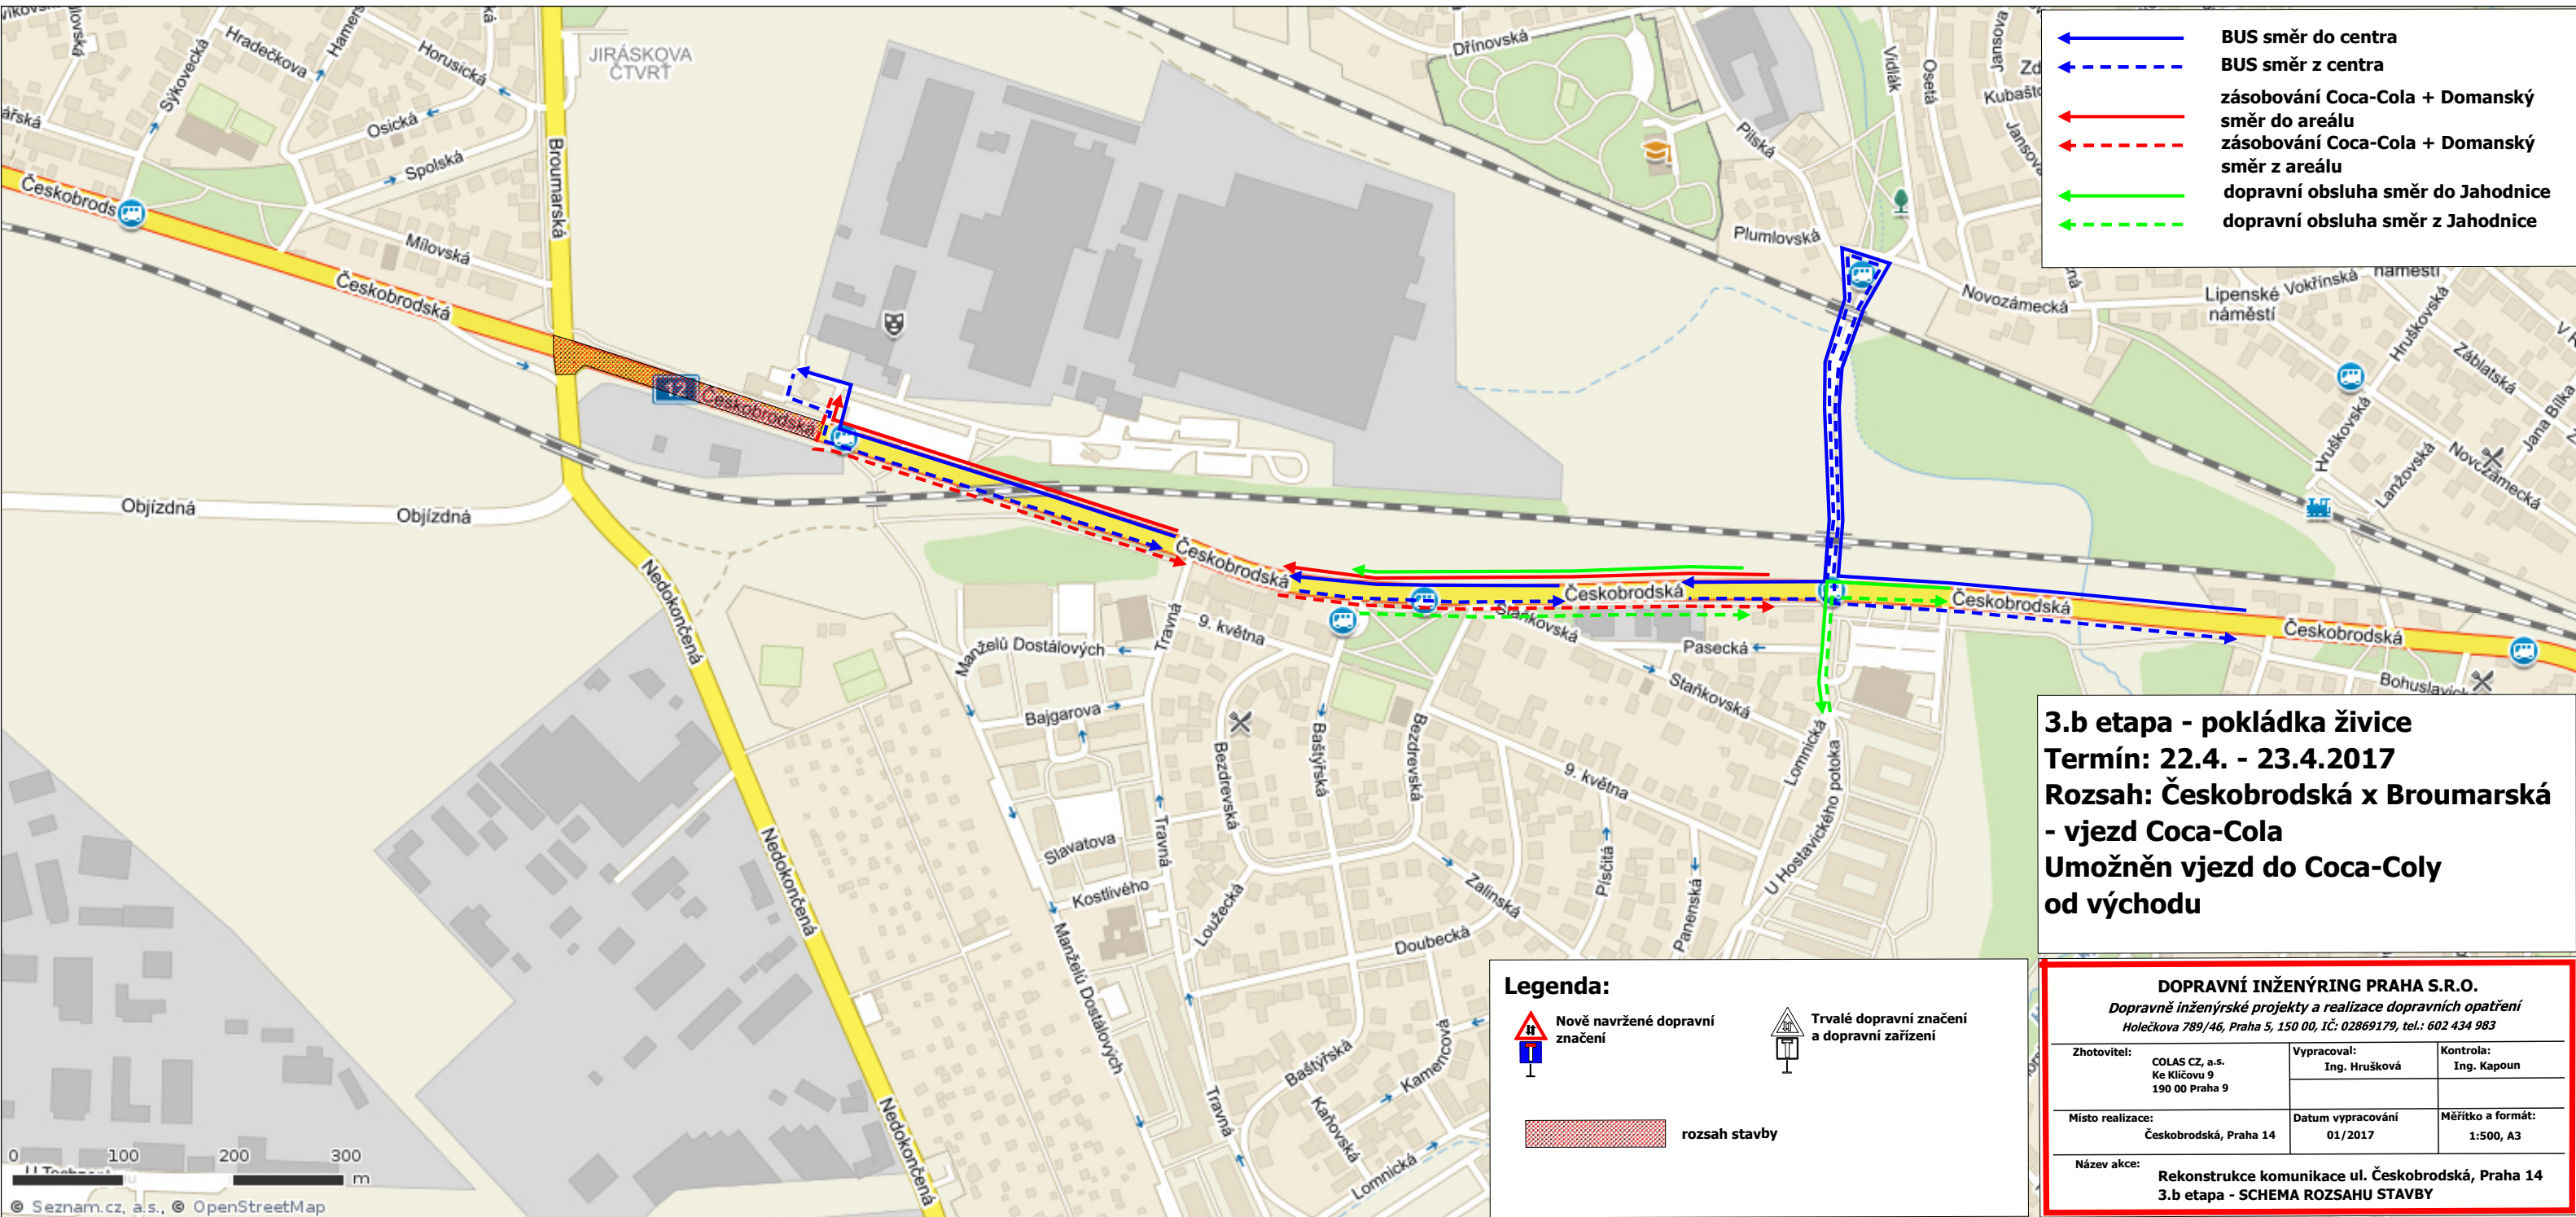 BUS směr do centra
BUS směr z centra
zásobování Coca-Cola + Domanský
směr do areálu
zásobování Coca-Cola + Domanský
směr z areálu
dopravní obsluha směr do Jahodnice
dopravní obsluha směr z Jahodnice
Hradečkova
Horusická
Sýkovecká
Osická
Spolská
Mílovská
Českobrods
Českobrodská
Broumarská
JIRÁSKOVA
ČTVRŤ
12
Českobrodská
Objízdná
Objízdná
Nedokončená
Nedokončená
Nedokončená
Dřínovská
Pilská
Plumlovská
Vidlák
Osetá
Jansova
Jansova
Novozámecká
Lipenské
náměstí
Vokřínská
náměstí
Hruškovská
Hruškovská
Záblatská
Jana Bílka
Novozámecká
Lanžovská
Českobrodská
Českobrodská
Českobrodská
Českobrodská
Staňkovská
Pasecká
Staňkovská
9. května
9. května
Travná
Travná
Travná
Manželů Dostálových
Manželů Dostálových
Bajgarova
Slavatova
Kostlivého
Bezdrevská
Bezdrevská
Baštýřská
Baštýřská
Loužecká
Doubecká
Zalinská
Písčitá
Panenská
Lomnická
Lomnická
U Hostavického potoka
Kaňovská
Kamencová
3.b etapa - pokládka živice
Termín: 22.4. - 23.4.2017
Rozsah: Českobrodská x Broumarská
- vjezd Coca-Cola
Umožněn vjezd do Coca-Coly
od východu
Legenda:
Nově navržené dopravní
značení
Trvalé dopravní značení
a dopravní zařízení
rozsah stavby
DOPRAVNÍ INŽENÝRING PRAHA S.R.O.
Dopravně inženýrské projekty a realizace dopravních opatření
Holečkova 789/46, Praha 5, 150 00, IČ: 02869179, tel.: 602 434 983
Zhotovitel:
COLAS CZ, a.s.
Ke Klíčovu 9
190 00 Praha 9
Vypracoval:
Ing. Hrušková
Kontrola:
Ing. Kapoun
Místo realizace:
Českobrodská, Praha 14
Datum vypracování
01/2017
Měřítko a formát:
1:500, A3
Název akce:
Rekonstrukce komunikace ul. Českobrodská, Praha 14
3.b etapa - SCHEMA ROZSAHU STAVBY
0 100 200 300
m
© Seznam.cz, a.s., © OpenStreetMap